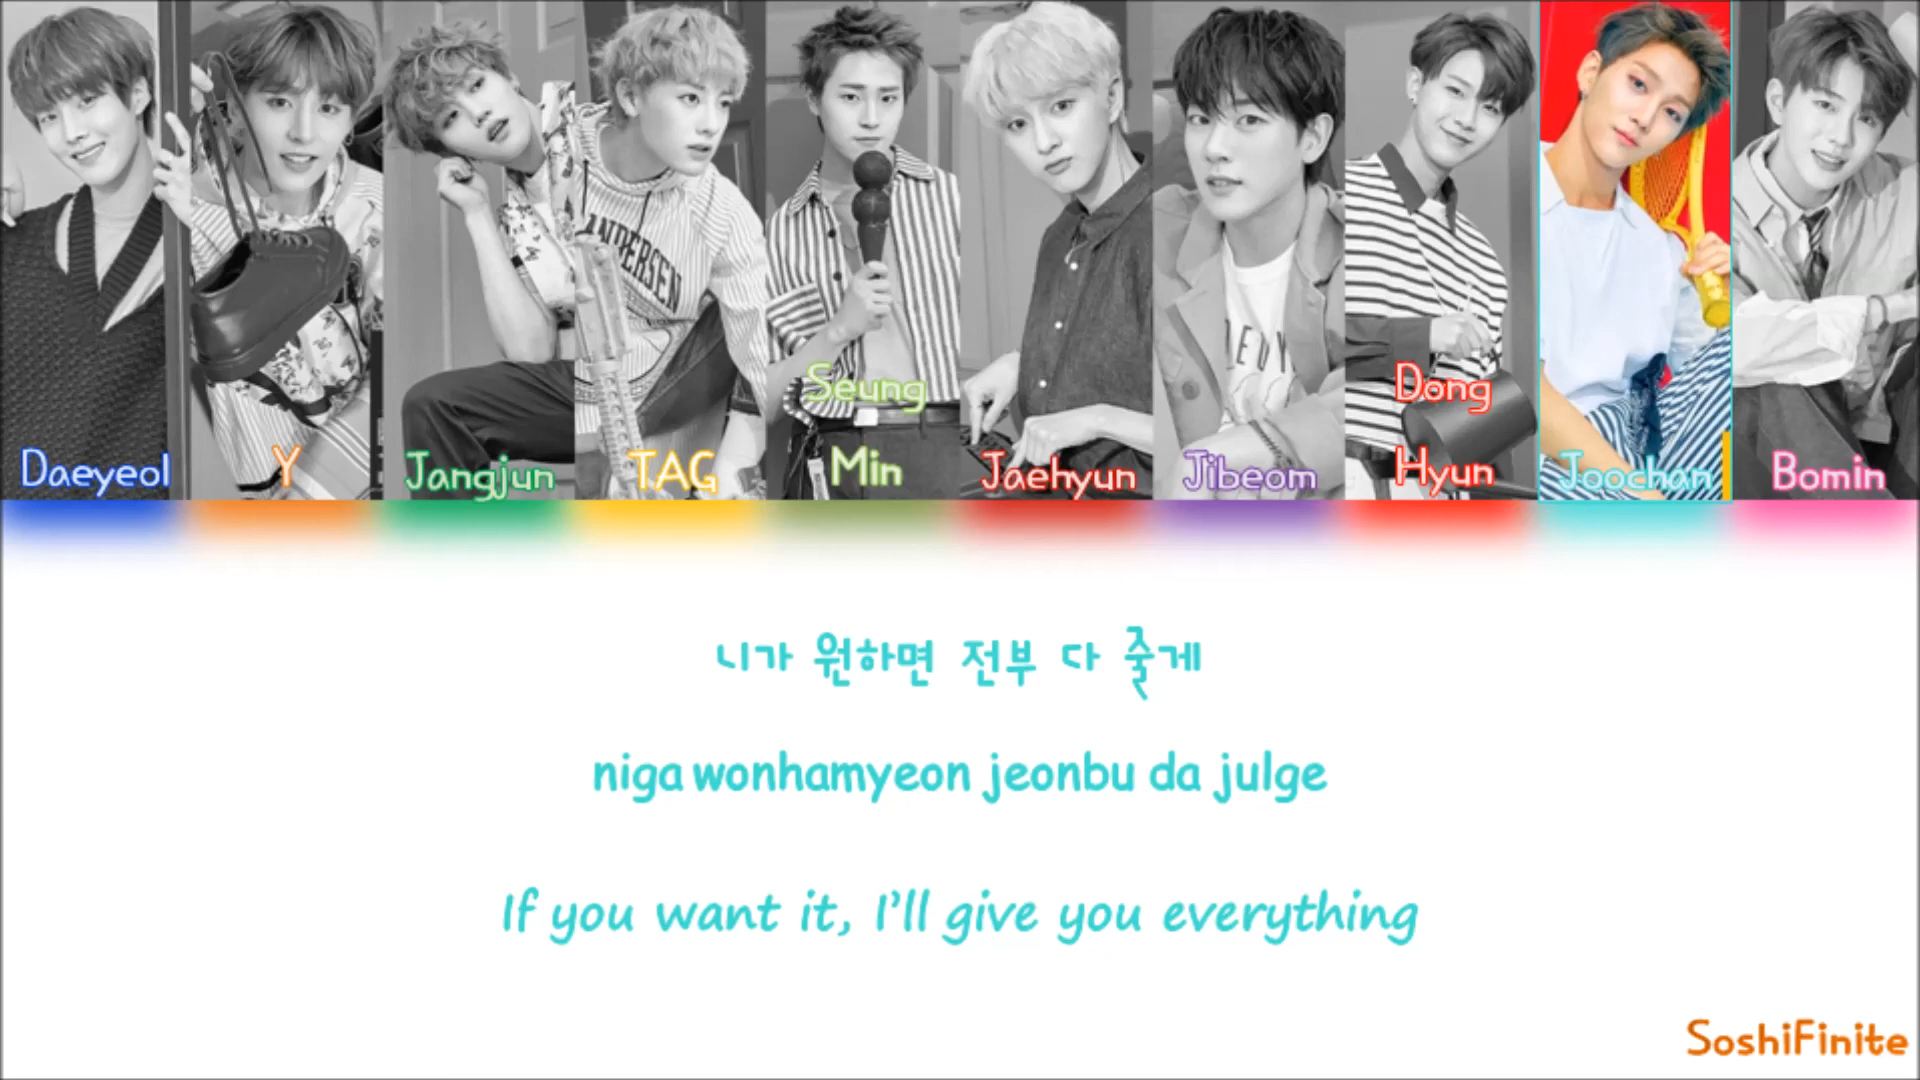 ANDERSEN
Seung
Dong
Daeyeol
Y
Jangjun
TAG
Min
Jaehyun
Jibeom
Hyun
Joochan
Bomin
니가 원하면 전부 다 줄게
niga wonhamyeon jeonbu da julge
If you want it, I'll give you everything
SoshiFinite